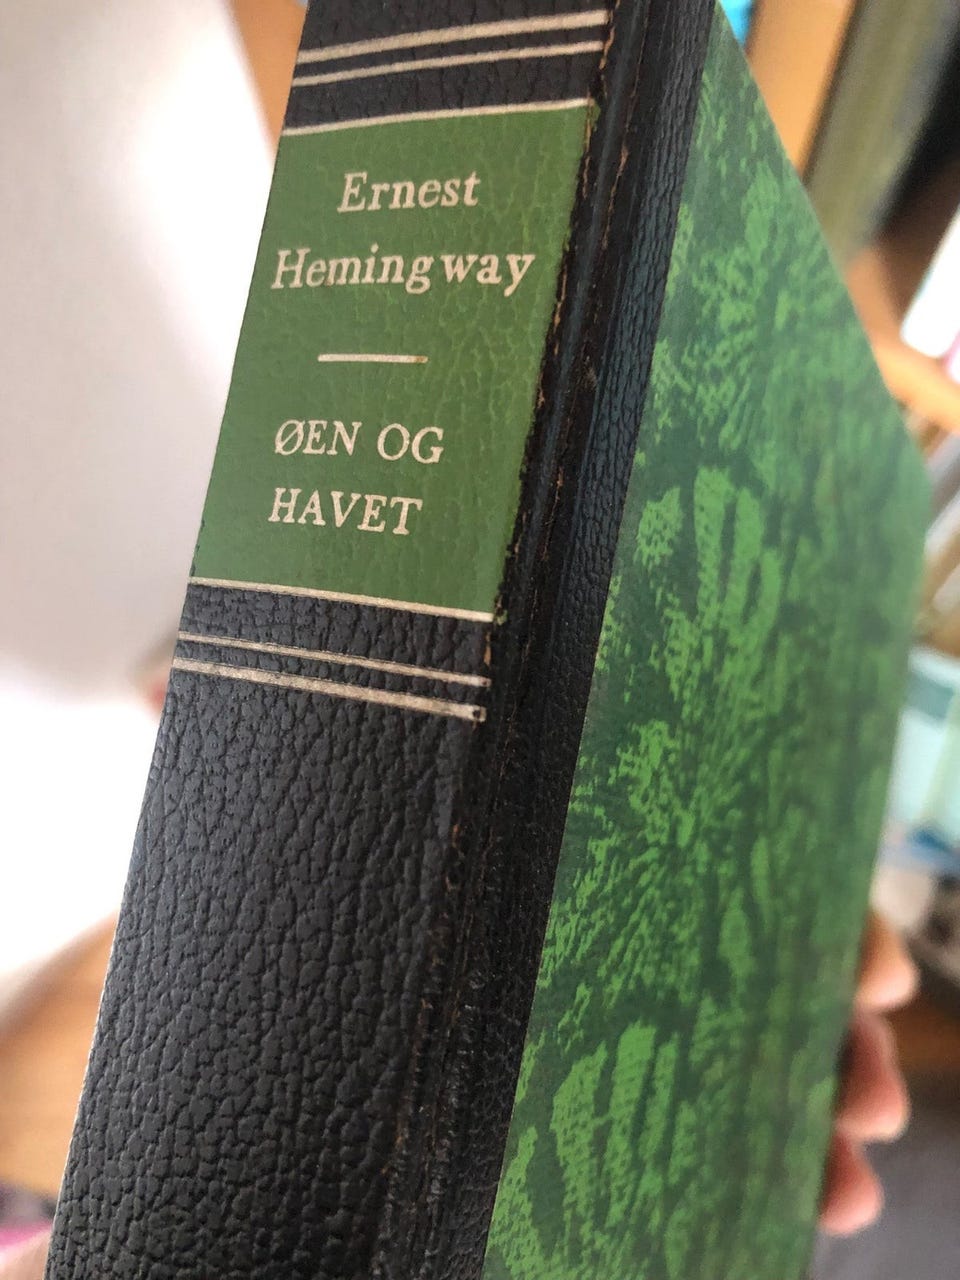 Ernest
Hemingway
ØEN OG
HAVET